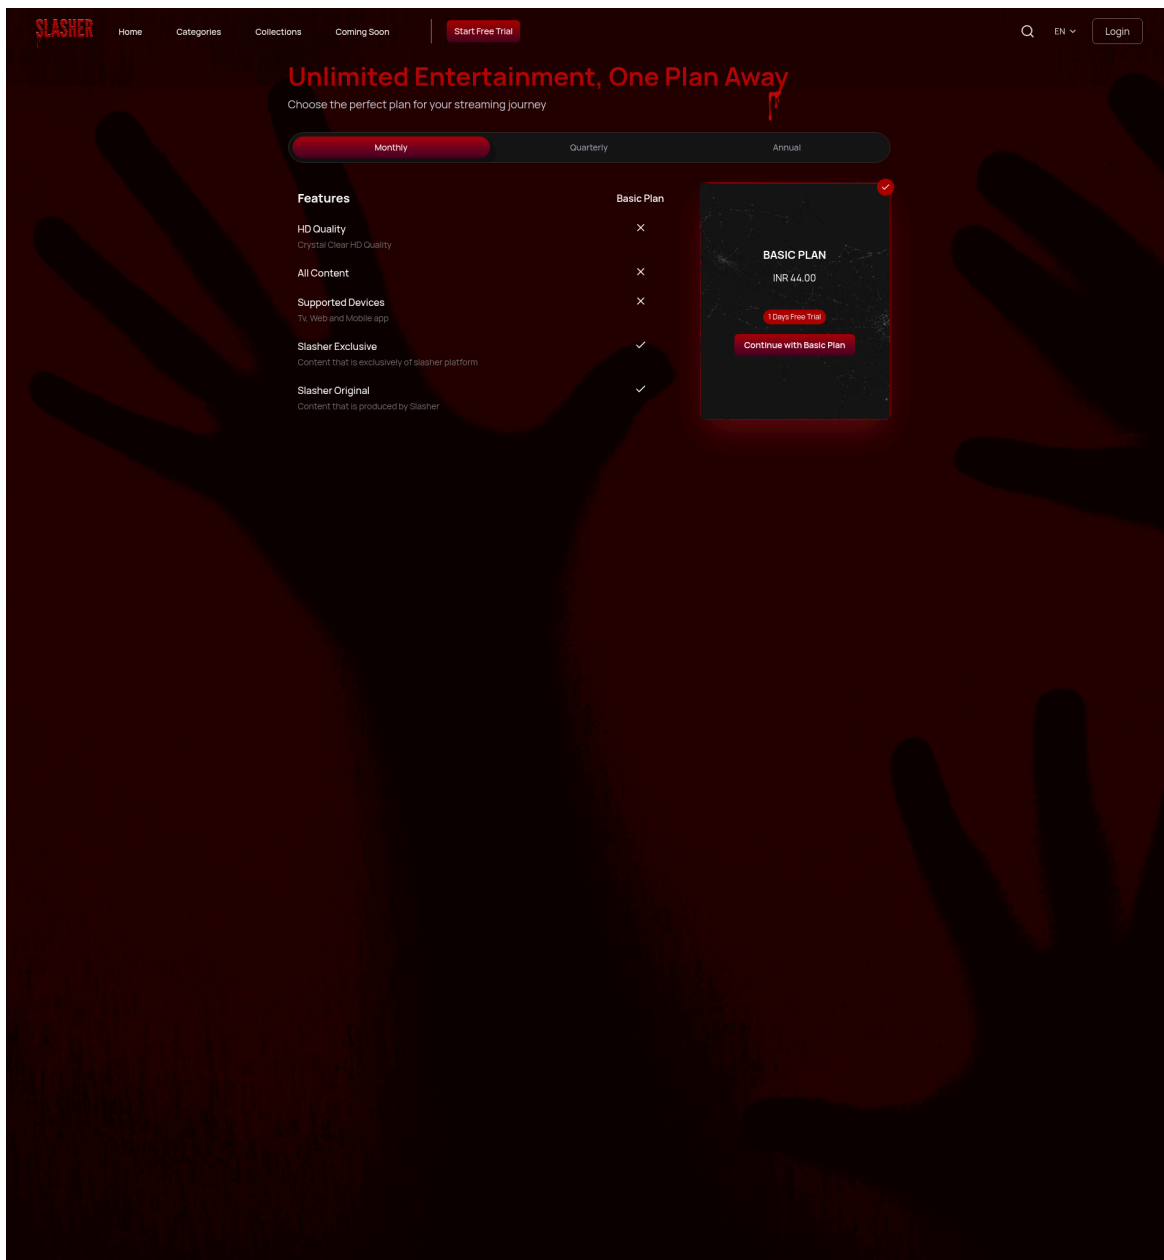 SLASHER
Home
Categories
Collections
Coming Soon
Start Free Trial
EN
Login
Unlimited Entertainment, One Plan Away
Choose the perfect plan for your streaming journey
Monthly
Quarterly
Annual
Features
Basic Plan
HD Quality
Crystal Clear HD Quality
All Content
Supported Devices
Tv, Web and Mobile app
Slasher Exclusive
Content that is exclusively of slasher platform
Slasher Original
Content that is produced by Slasher
BASIC PLAN
INR 44.00
1 Days Free Trial
Continue with Basic Plan